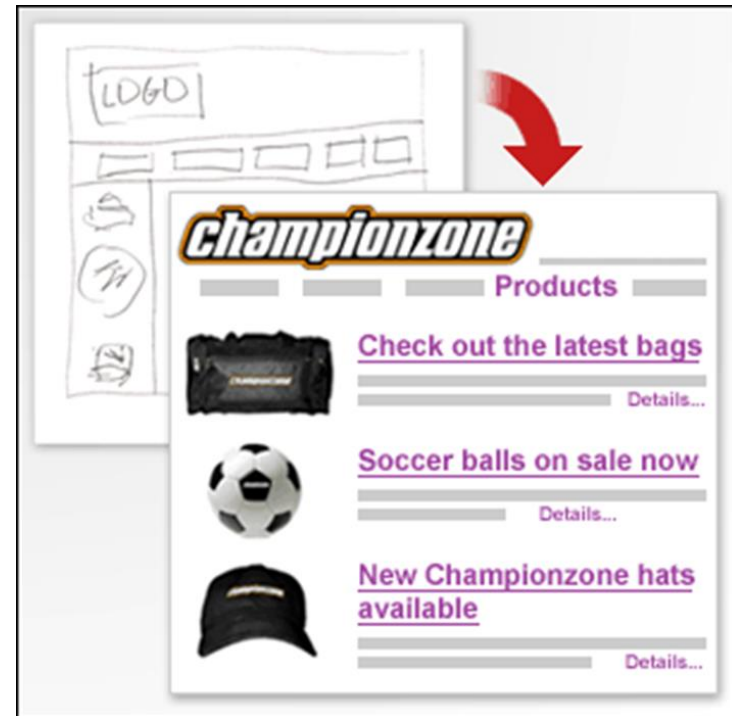 LOGO
championzone
Products
Check out the latest bags
Details...
Soccer balls on sale now
Details...
New Championzone hats
available
Details...